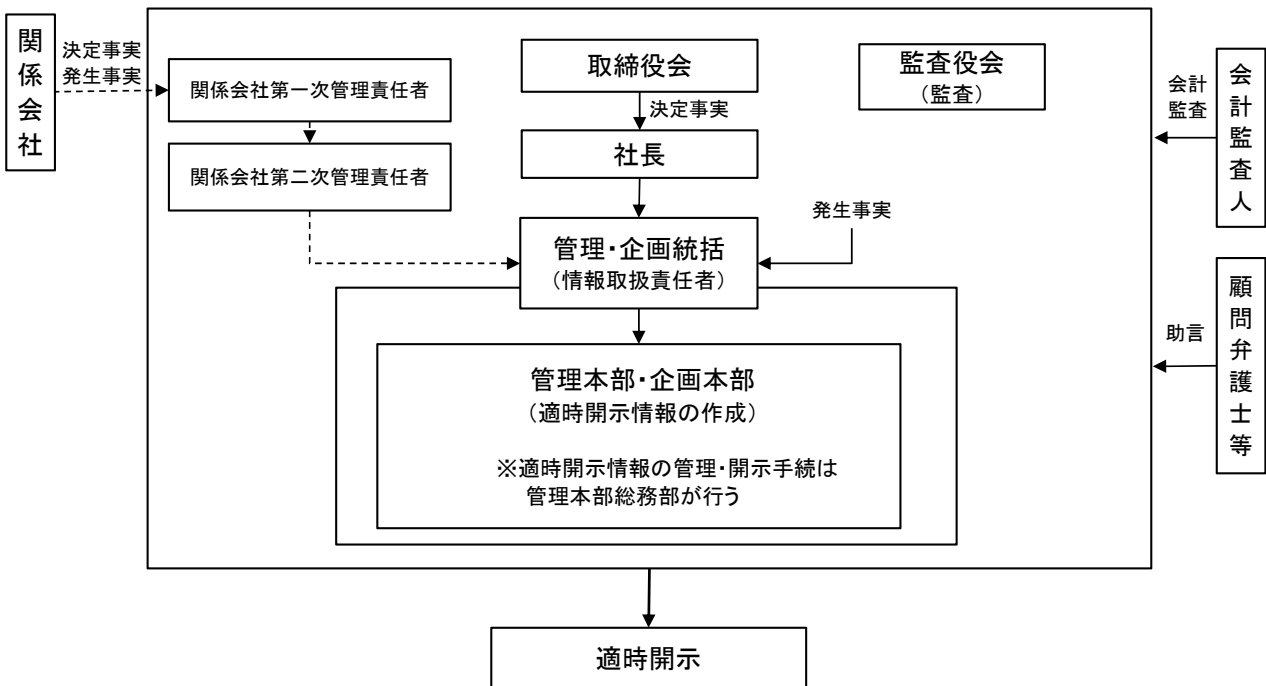 関係会社
決定事実
発生事実
関係会社第一次管理責任者
関係会社第二次管理責任者
取締役会
決定事実
社長
監査役会
（監査）
発生事実
管理・企画統括
（情報取扱責任者）
管理本部・企画本部
（適時開示情報の作成）
※適時開示情報の管理・開示手続は
管理本部総務部が行う
会計
監査
会計監査人
助言
顧問弁護士等
適時開示